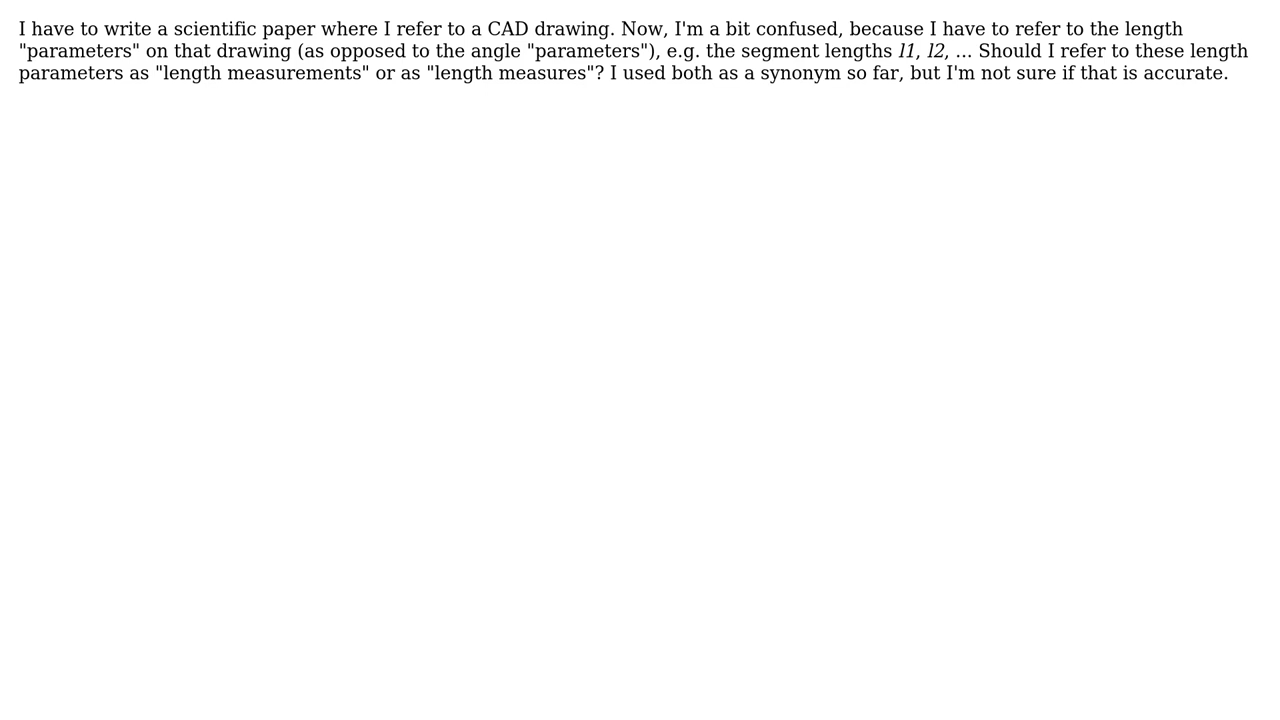 I have to write a scientific paper where I refer to a CAD drawing. Now, I'm a bit confused, because I have to refer to the length
"parameters" on that drawing (as opposed to the angle "parameters"), e.g. the segment lengths l1, l2, ... Should I refer to these length
parameters as "length measurements" or as "length measures"? I used both as a synonym so far, but I'm not sure if that is accurate.